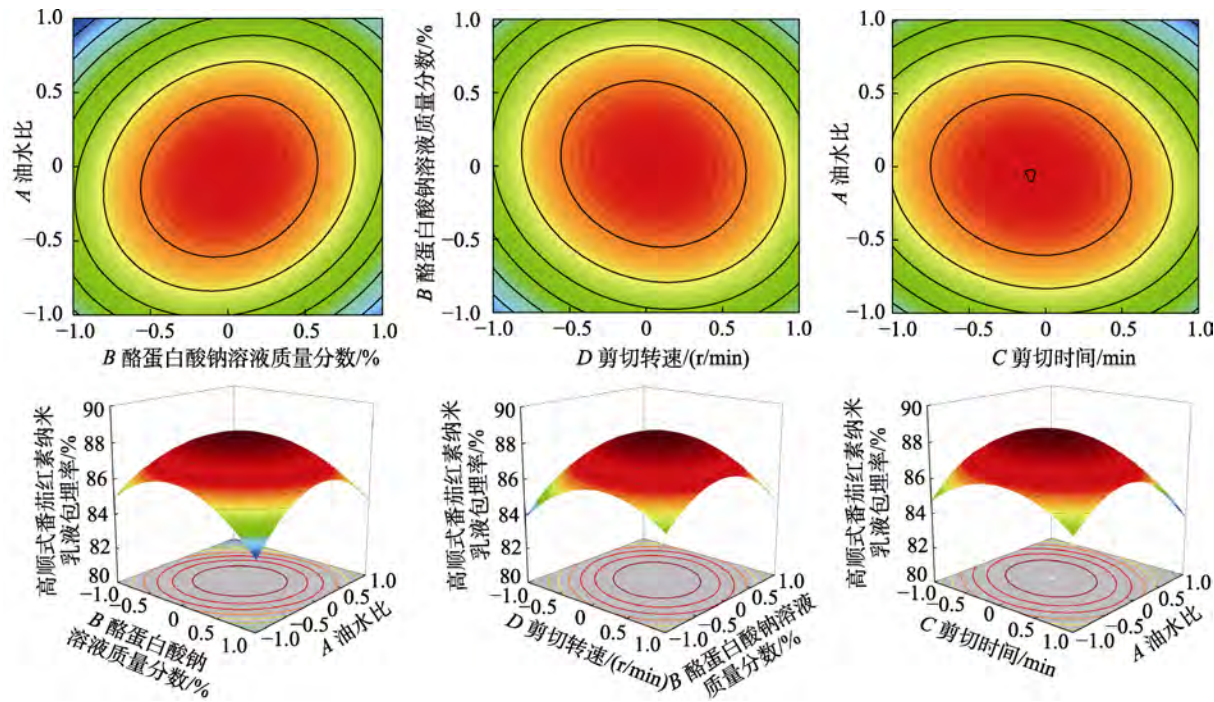 1.0
0.5
0
−0.5
−1.0
A 油水比
−1.0 −0.5 0 0.5 1.0
B 酪蛋白酸钠溶液质量分数/%
1.0
0.5
0
−0.5
−1.0
B 酪蛋白酸钠溶液质量分数/%
−1.0 −0.5 0 0.5 1.0
D 剪切转速/(r/min)
1.0
0.5
0
−0.5
−1.0
A 油水比
−1.0 −0.5 0 0.5 1.0
C 剪切时间/min
高顺式番茄红素纳米
乳液包埋率/%
90
88
86
84
82
80
−1.0
−0.5
0
0.5
1.0
B 酪蛋白酸钠
溶液质量分数/%
−1.0
−0.5
0
0.5
1.0
A 油水比
高顺式番茄红素纳米
乳液包埋率/%
90
88
86
84
82
80
−1.0
−0.5
0
0.5
1.0
D 剪切转速/(r/min)
−1.0
−0.5
0
0.5
1.0
B 酪蛋白酸钠溶液
质量分数/%
高顺式番茄红素纳米
乳液包埋率/%
90
88
86
84
82
80
−1.0
−0.5
0
0.5
1.0
C 剪切时间/min
−1.0
−0.5
0
0.5
1.0
A 油水比